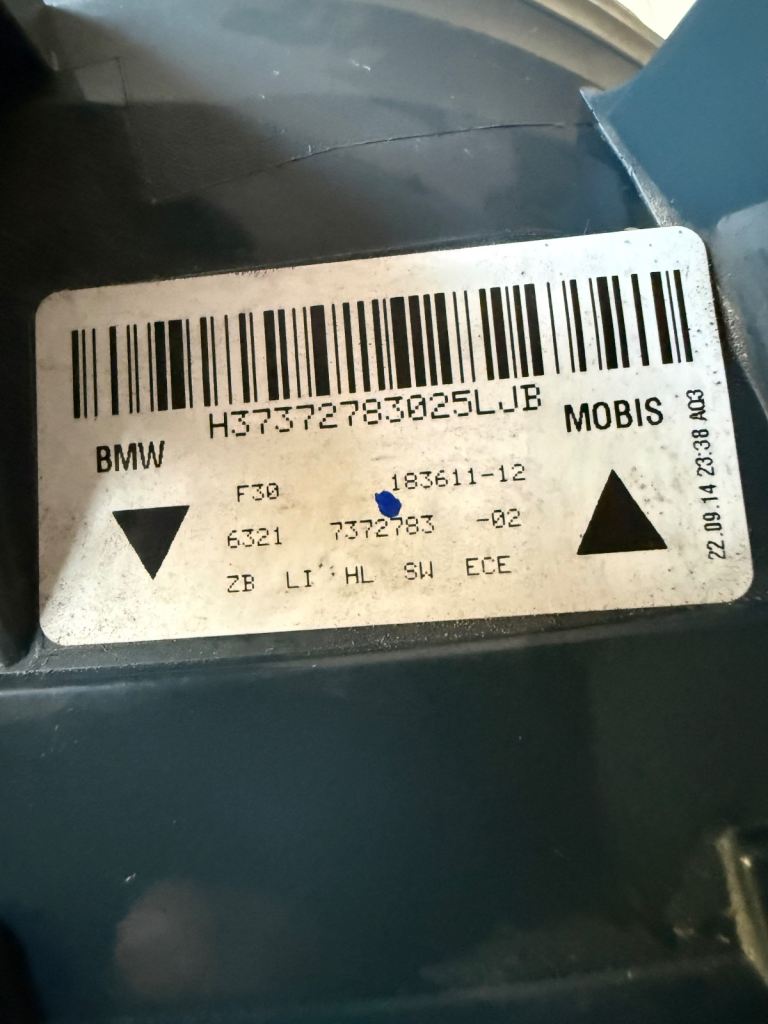 H37372783025LJB
BMW
MOBIS
F30 183611-12
6321 7372783 -02
ZB LI HL SW ECE
22.09.14 23:38 A03